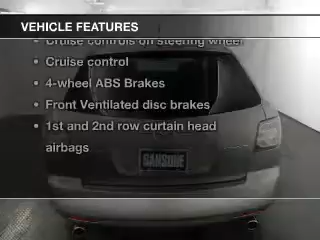 VEHICLE FEATURES
• Cruise controls on steering wheel
• Cruise control
• 4-wheel ABS Brakes
• Front Ventilated disc brakes
• 1st and 2nd row curtain head
airbags
SANSONE